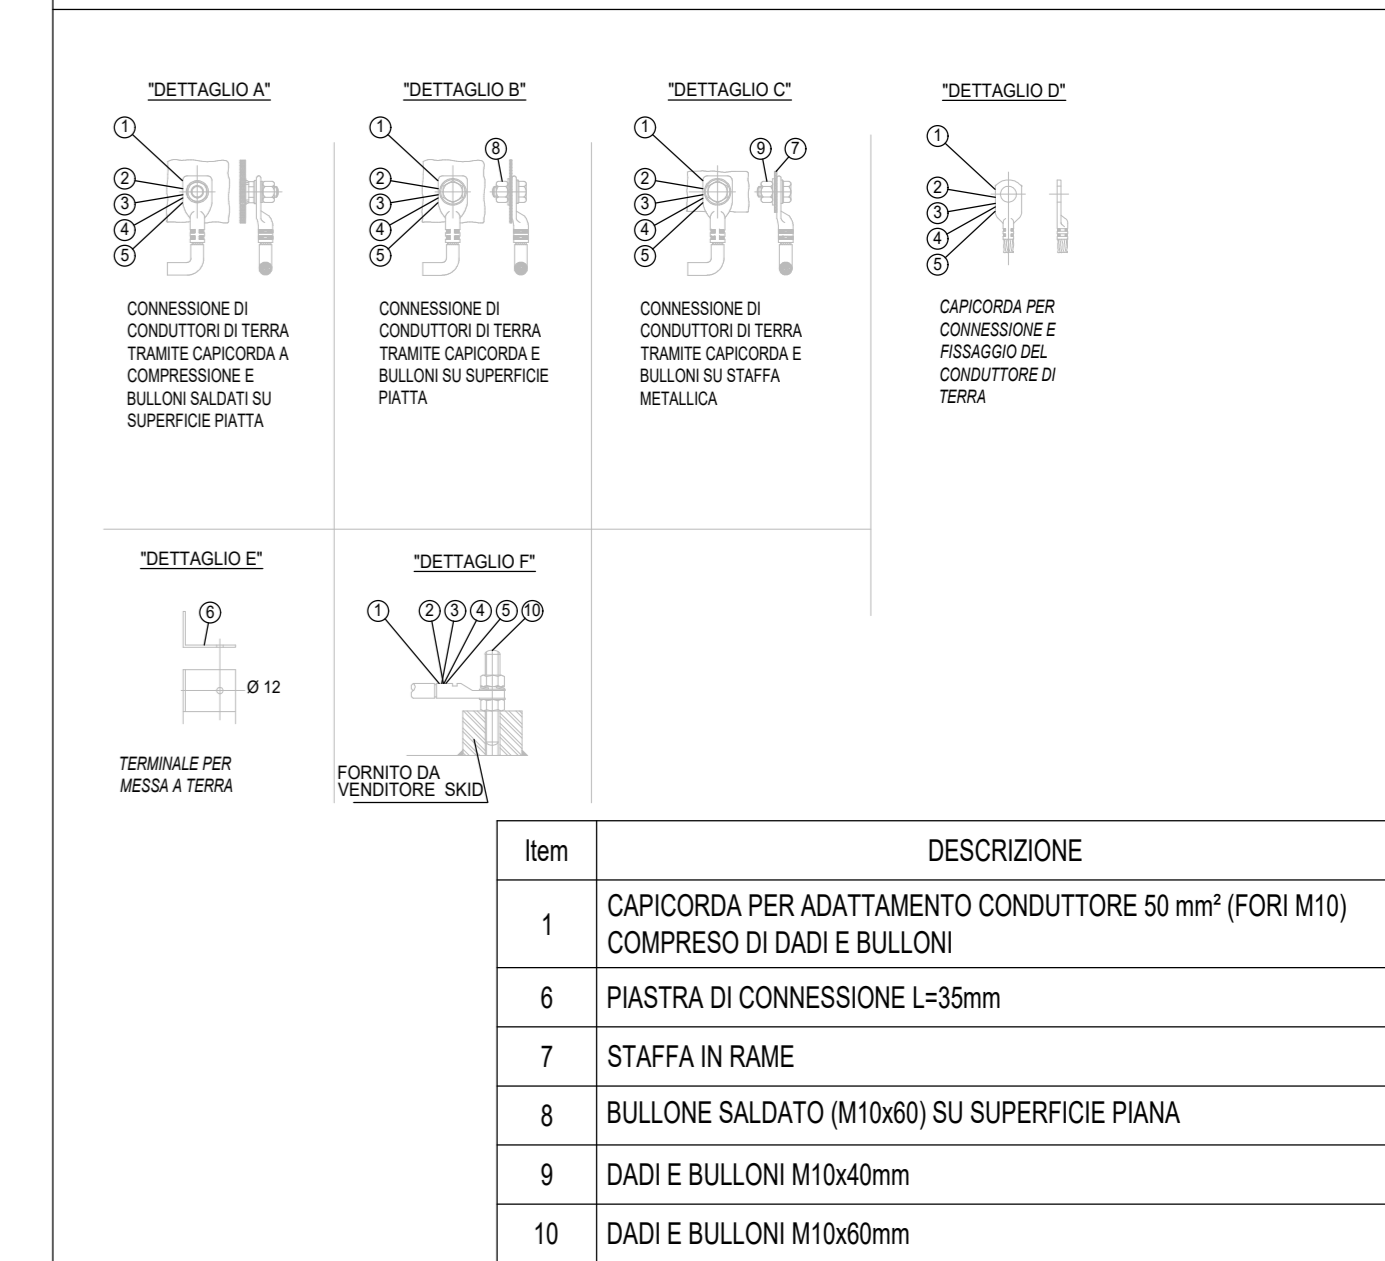 "DETTAGLIO A"
1
2
3
4
5
CONNESSIONE DI
CONDUTTORI DI TERRA
TRAMITE CAPICORDA A
COMPRESSIONE E
BULLONI SALDATI SU
SUPERFICIE PIATTA
"DETTAGLIO B"
1
8
2
3
4
5
CONNESSIONE DI
CONDUTTORI DI TERRA
TRAMITE CAPICORDA E
BULLONI SU SUPERFICIE
PIATTA
"DETTAGLIO C"
1
9 7
2
3
4
5
CONNESSIONE DI
CONDUTTORI DI TERRA
TRAMITE CAPICORDA E
BULLONI SU STAFFA
METALLICA
"DETTAGLIO D"
1
2
3
4
5
CAPICORDA PER
CONNESSIONE E
FISSAGGIO DEL
CONDUTTORE DI
TERRA
"DETTAGLIO E"
6
Ø 12
TERMINALE PER
MESSA A TERRA
"DETTAGLIO F"
1 2 3 4 5 10
FORNITO DA
VENDITORE SKID
Item DESCRIZIONE
1 CAPICORDA PER ADATTAMENTO CONDUTTORE 50 mm² (FORI M10)
COMPRESO DI DADI E BULLONI
6 PIASTRA DI CONNESSIONE L=35mm
7 STAFFA IN RAME
8 BULLONE SALDATO (M10x60) SU SUPERFICIE PIANA
9 DADI E BULLONI M10x40mm
10 DADI E BULLONI M10x60mm